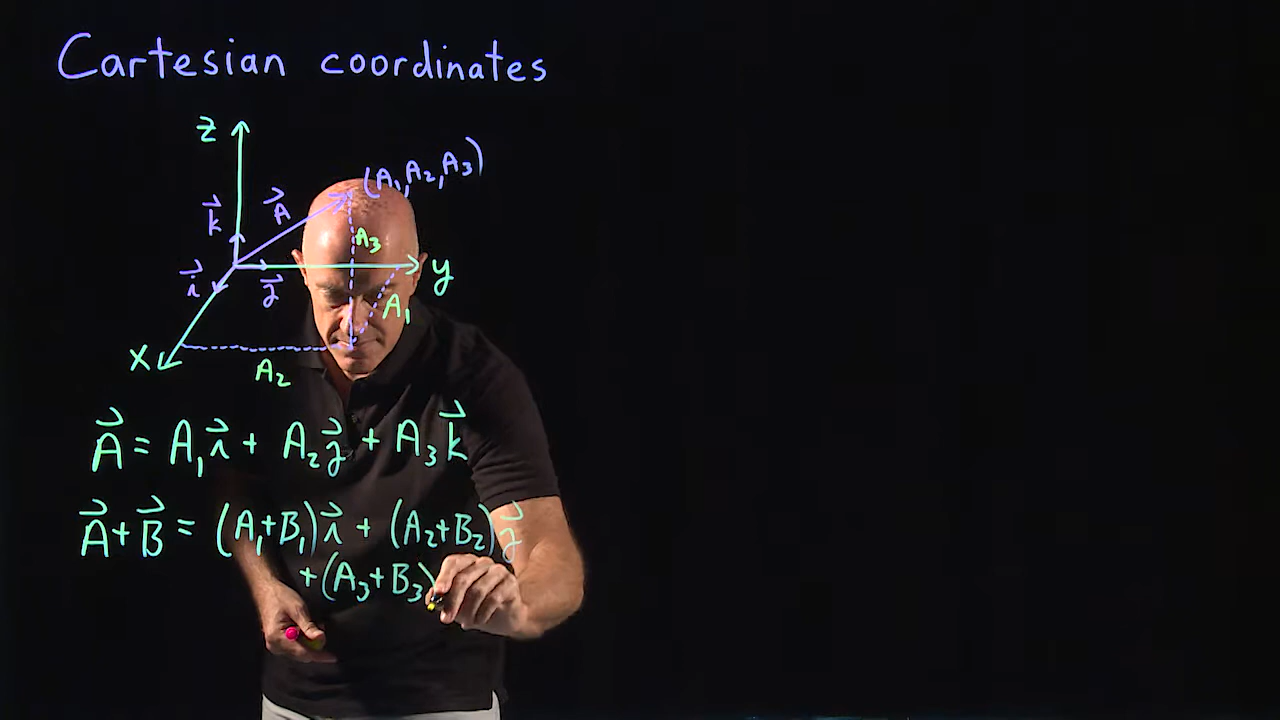 Cartesian coordinates
z
(A₁,A₂,A₃)
A⃗
k⃗
A₃
i⃗
j⃗
y
A₁
x
A₂
A⃗ = A₁i⃗ + A₂j⃗ + A₃k⃗
A⃗+B⃗ = (A₁+B₁)i⃗ + (A₂+B₂)j⃗
+(A₃+B₃)